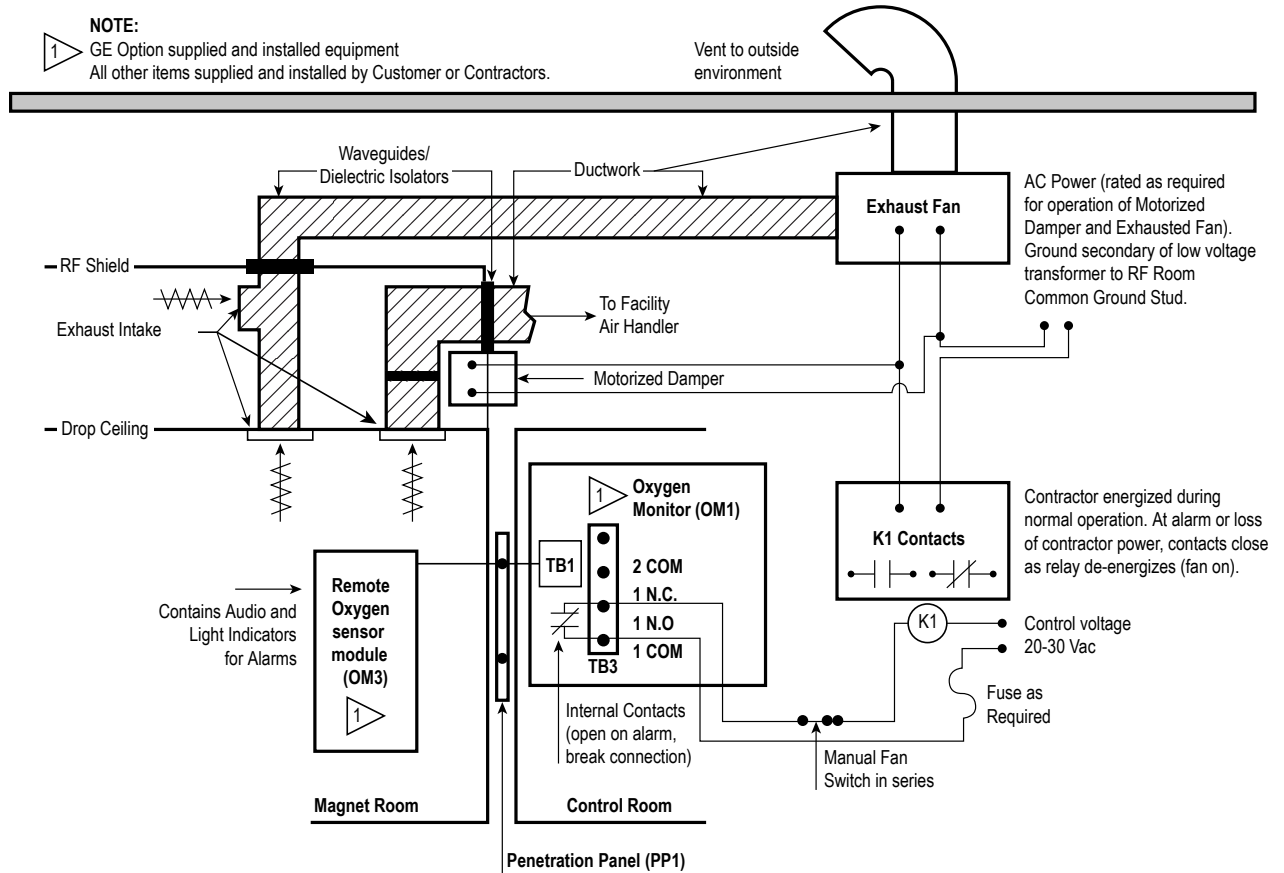 NOTE:
1
GE Option supplied and installed equipment
All other items supplied and installed by Customer or Contractors.
Vent to outside
environment
Waveguides/
Dielectric Isolators
Ductwork
Exhaust Fan
AC Power (rated as required
for operation of Motorized
Damper and Exhausted Fan).
Ground secondary of low voltage
transformer to RF Room
Common Ground Stud.
RF Shield
Exhaust Intake
To Facility
Air Handler
Motorized Damper
Drop Ceiling
1
Oxygen
Monitor (OM1)
TB1
2 COM
1 N.C.
1 N.O
1 COM
TB3
K1 Contacts
Contractor energized during
normal operation. At alarm or loss
of contractor power, contacts close
as relay de-energizes (fan on).
Contains Audio and
Light Indicators
for Alarms
Remote
Oxygen
sensor
module
(OM3)
1
K1
Control voltage
20-30 Vac
Fuse as
Required
Internal Contacts
(open on alarm,
break connection)
Manual Fan
Switch in series
Magnet Room
Control Room
Penetration Panel (PP1)